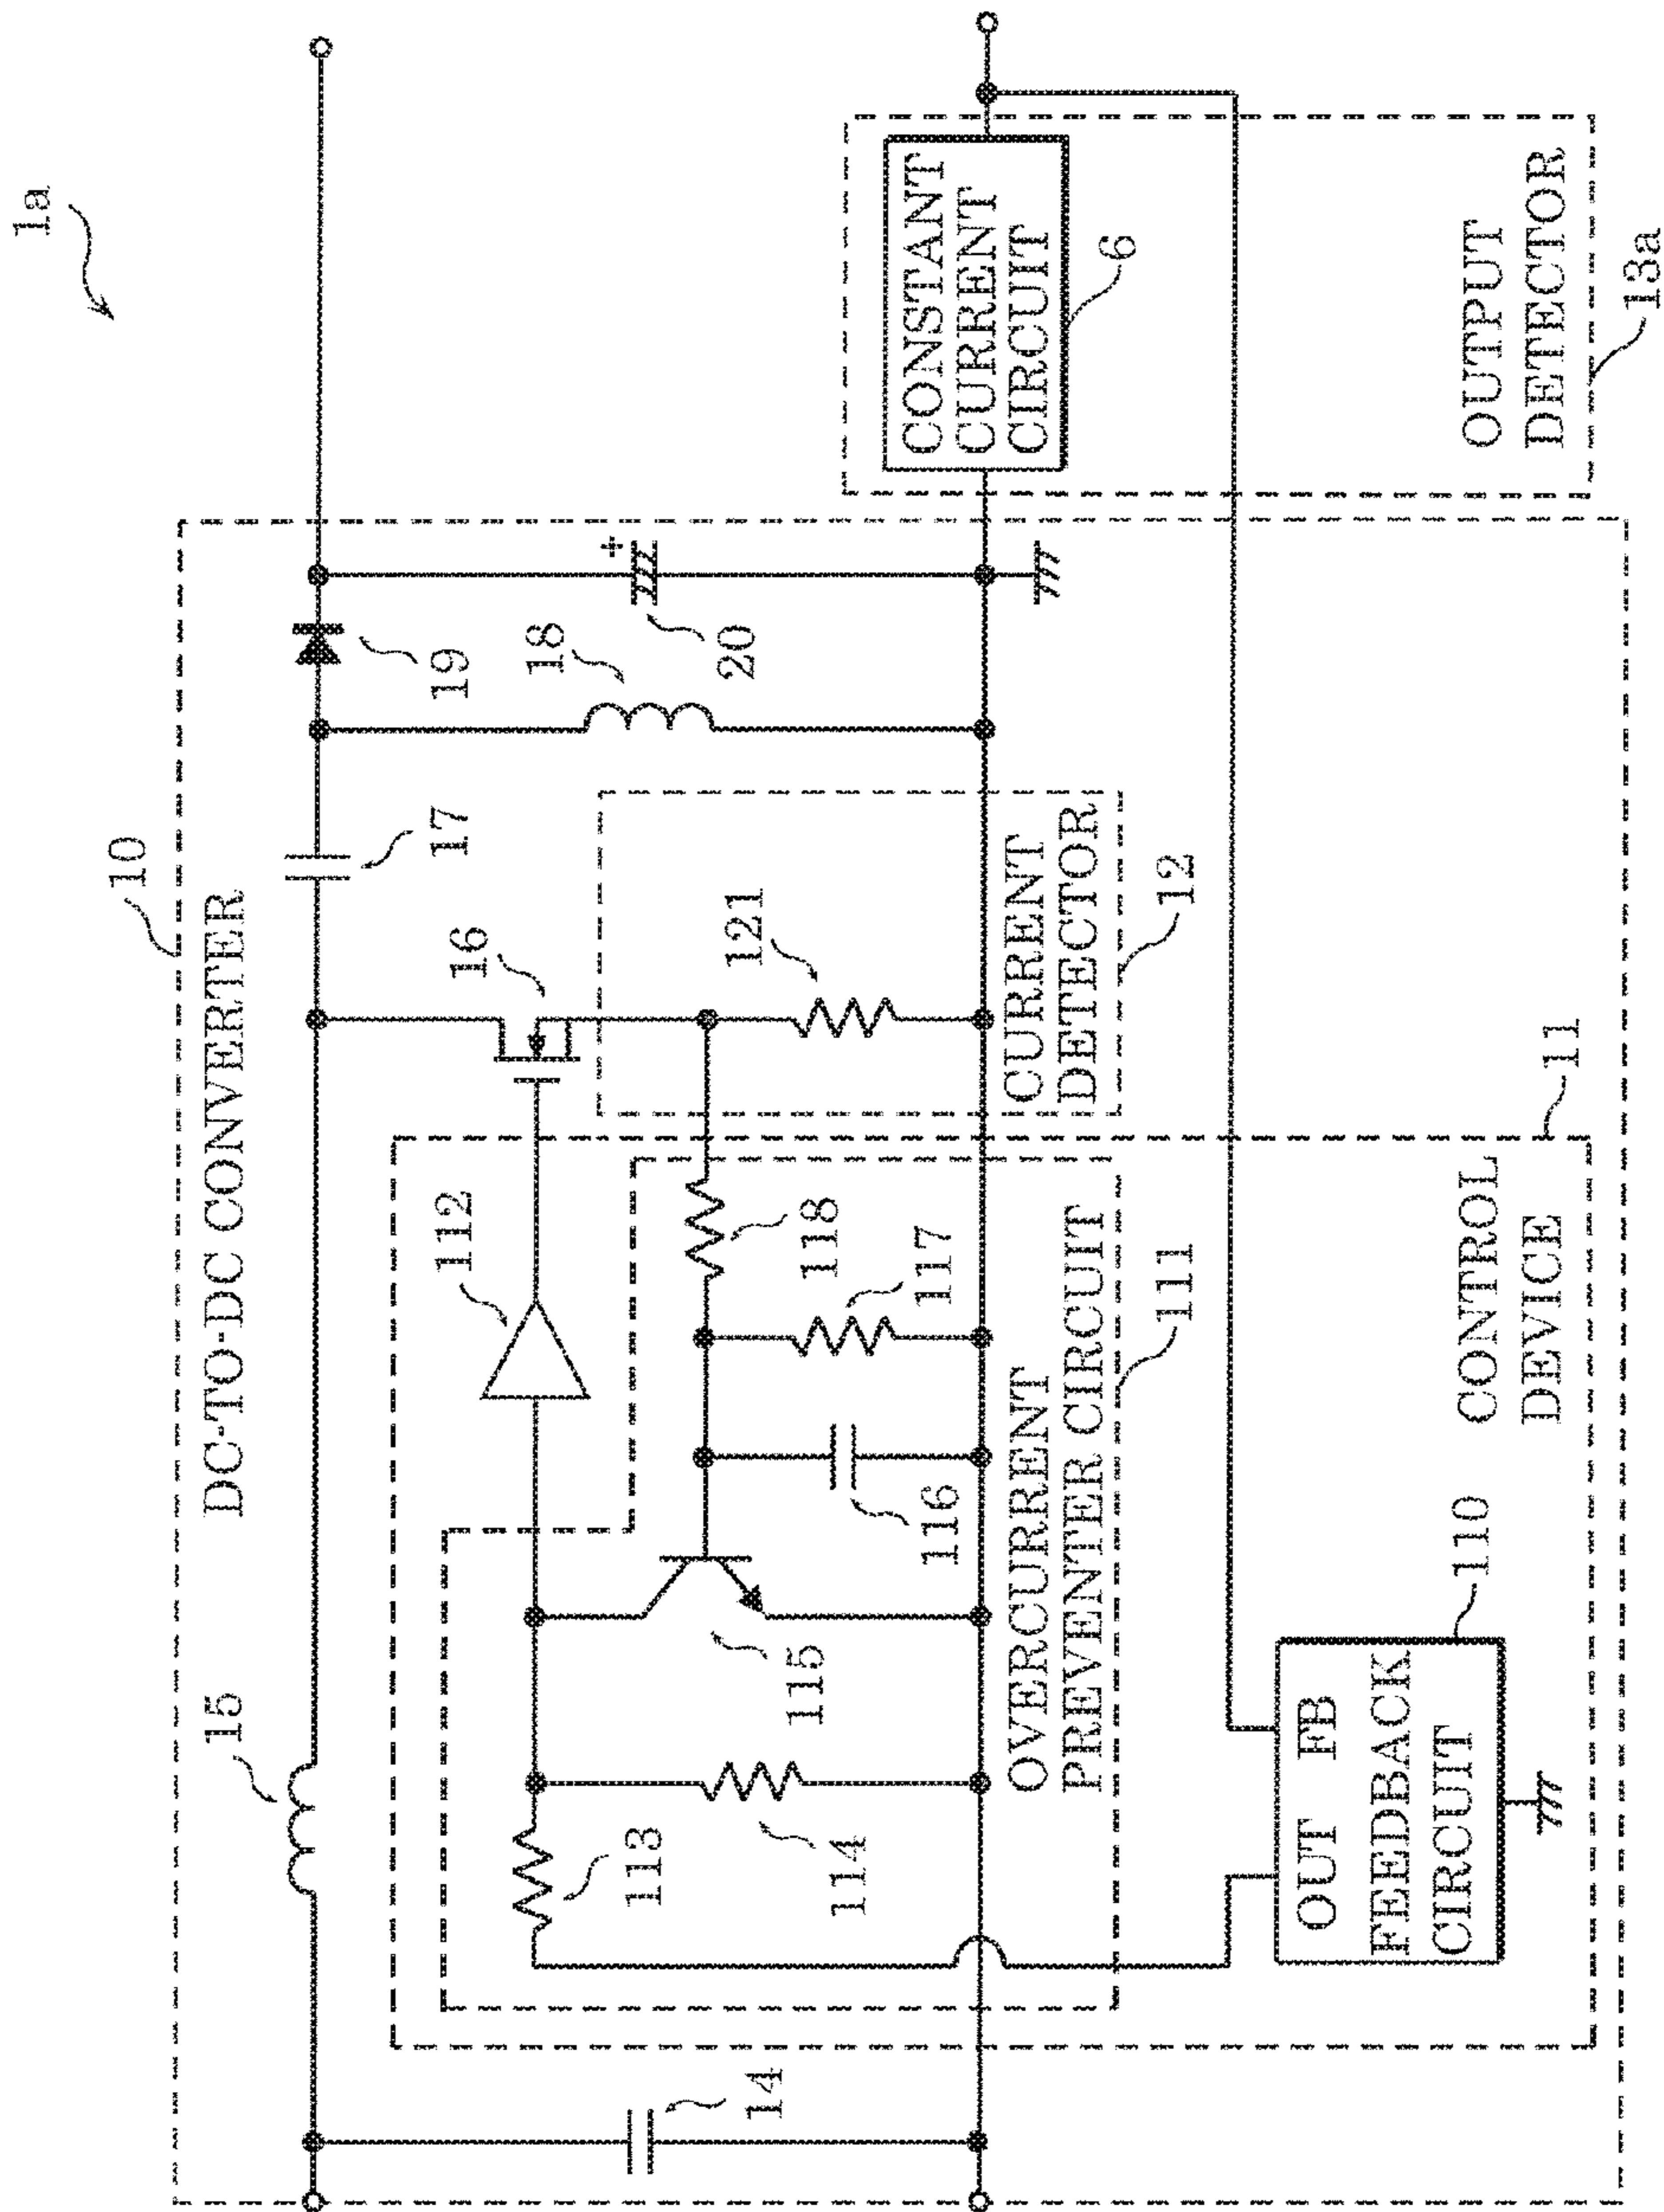 1a
10
DC-TO-DC CONVERTER
15
17
19
18
20
16
121
112
118
117
116
115
113
114
14
CURRENT
DETECTOR
12
OVERCURRENT
PREVENTER CIRCUIT
111
CONSTANT
CURRENT
CIRCUIT
6
OUTPUT
DETECTOR
13a
CONTROL
DEVICE
11
OUT FB
FEEDBACK
CIRCUIT
110